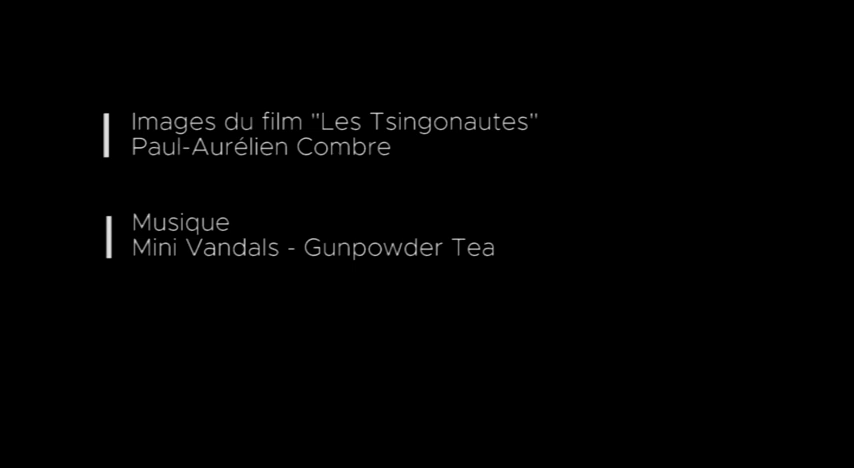 Images du film "Les Tsingonautes"
Paul-Aurélien Combre
Musique
Mini Vandals - Gunpowder Tea